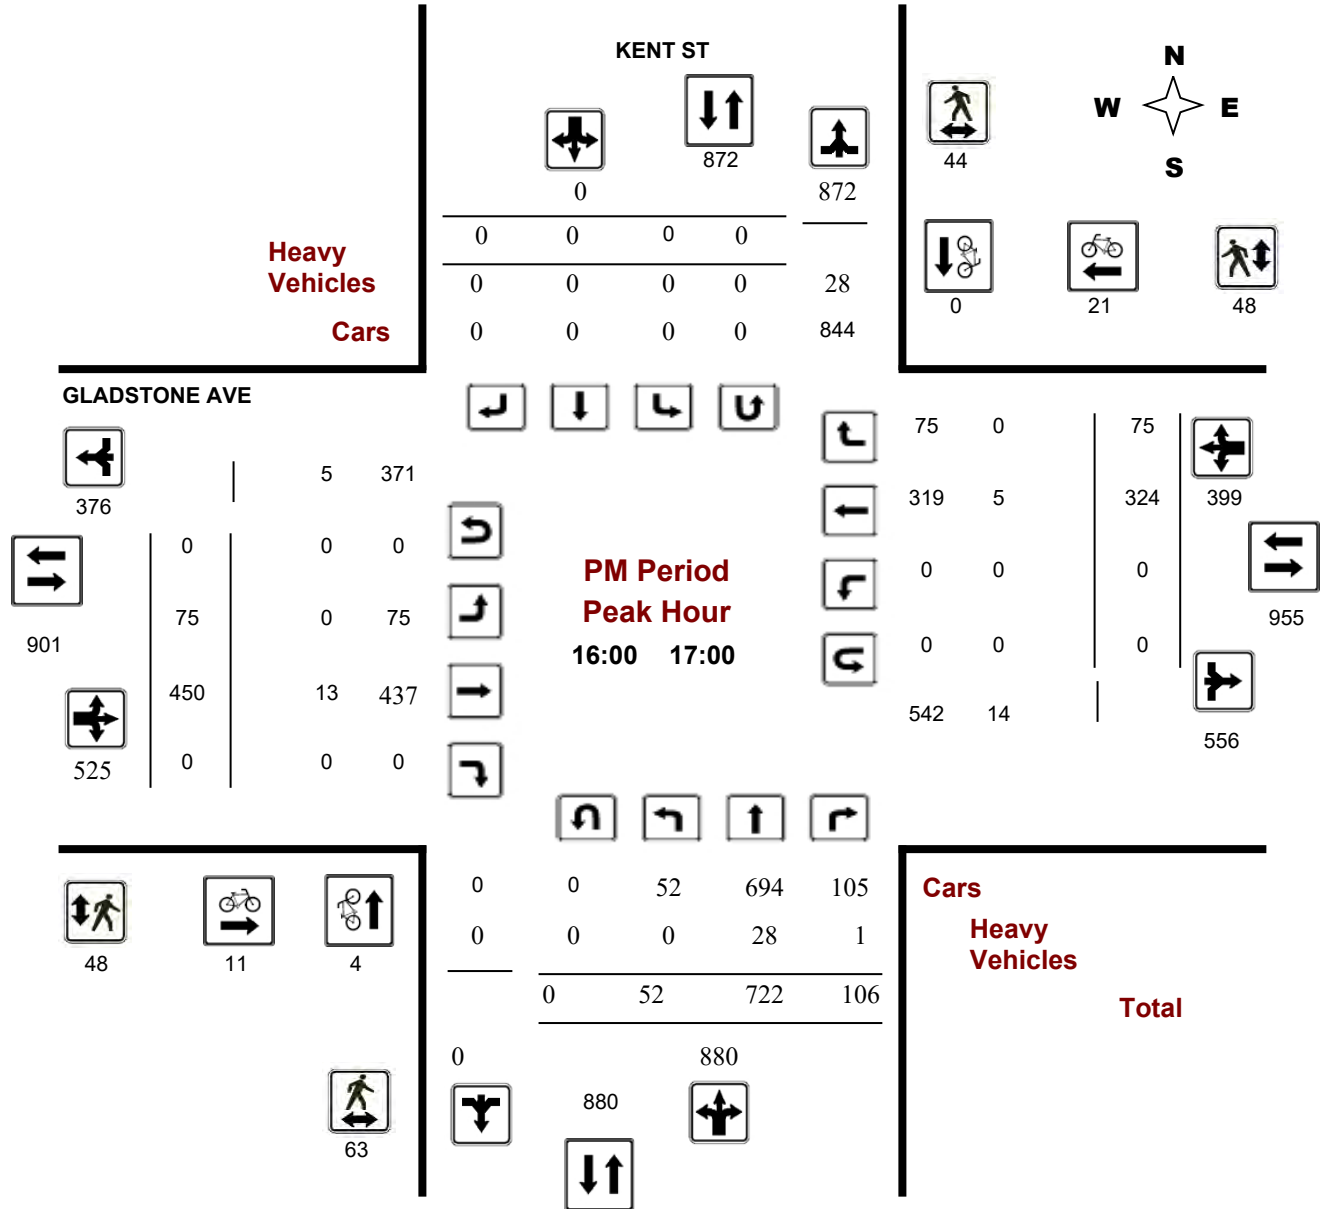 KENT ST
N
W E
S
872
44
0 872
0 0 0 0
Heavy
Vehicles
0 0 0 0 28
0 21 48
Cars
0 0 0 0 844
GLADSTONE AVE
75 0 75
5 371
376
319 5 324 399
0 0 0
PM Period
0 0 0
Peak Hour
75 0 75
955
901
16:00 17:00
0 0 0
450 13 437
542 14
556
525 0 0 0
0 0 52 694 105
Cars
0 0 0 28 1
Heavy
Vehicles
48 11 4
0 52 722 106
Total
0 880
880
63